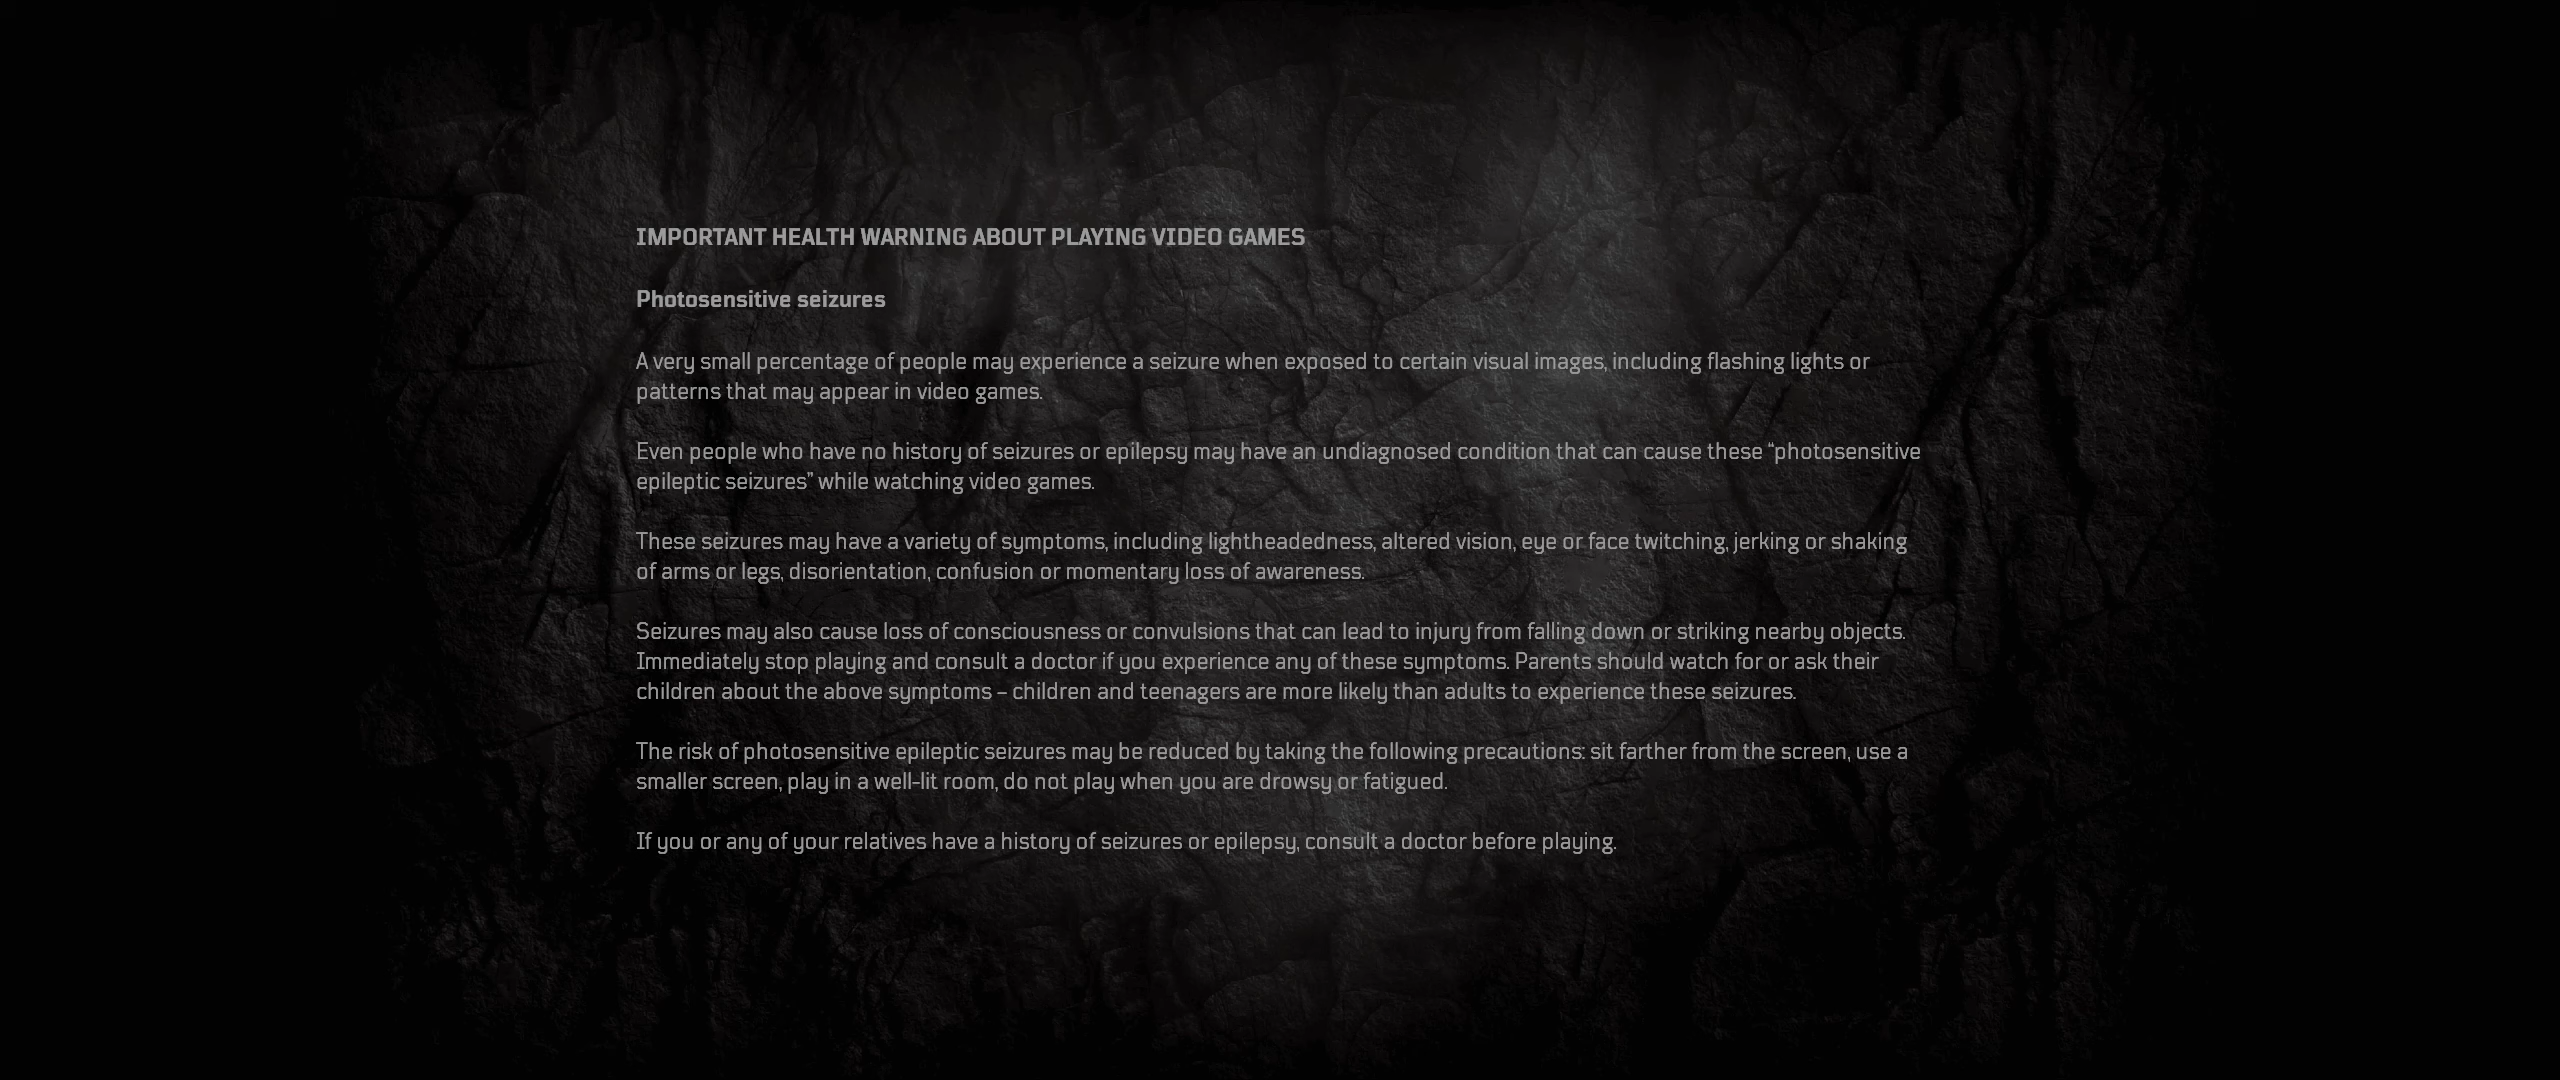 IMPORTANT HEALTH WARNING ABOUT PLAYING VIDEO GAMES
Photosensitive seizures
A very small percentage of people may experience a seizure when exposed to certain visual images, including flashing lights or
patterns that may appear in video games.
Even people who have no history of seizures or epilepsy may have an undiagnosed condition that can cause these “photosensitive
epileptic seizures” while watching video games.
These seizures may have a variety of symptoms, including lightheadedness, altered vision, eye or face twitching, jerking or shaking
of arms or legs, disorientation, confusion or momentary loss of awareness.
Seizures may also cause loss of consciousness or convulsions that can lead to injury from falling down or striking nearby objects.
Immediately stop playing and consult a doctor if you experience any of these symptoms. Parents should watch for or ask their
children about the above symptoms – children and teenagers are more likely than adults to experience these seizures.
The risk of photosensitive epileptic seizures may be reduced by taking the following precautions: sit farther from the screen, use a
smaller screen, play in a well-lit room, do not play when you are drowsy or fatigued.
If you or any of your relatives have a history of seizures or epilepsy, consult a doctor before playing.